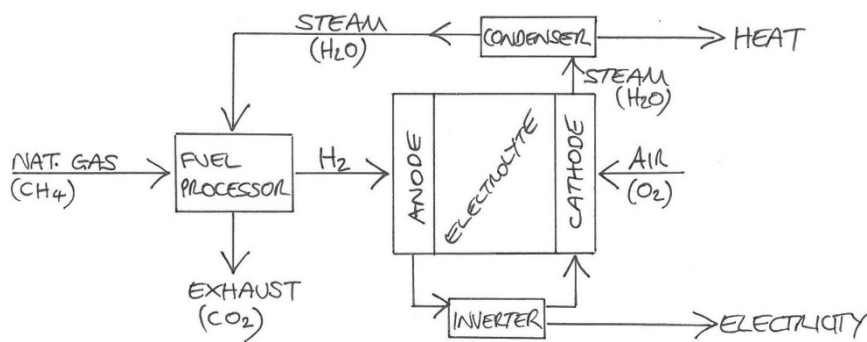 STEAM
(H2O)
CONDENSER
HEAT
STEAM
(H2O)
NAT. GAS
(CH4)
FUEL
PROCESSOR
H2
ANODE
ELECTROLYTE
CATHODE
AIR
(O2)
EXHAUST
(CO2)
INVERTER
ELECTRICITY